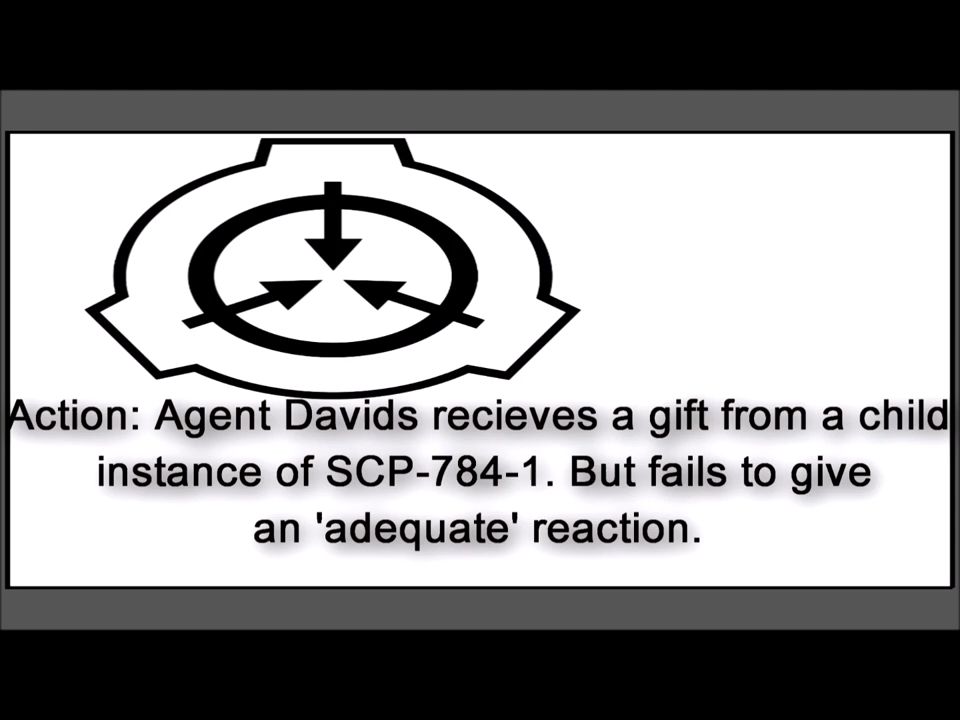 Action: Agent Davids recieves a gift from a child
instance of SCP-784-1. But fails to give
an 'adequate' reaction.